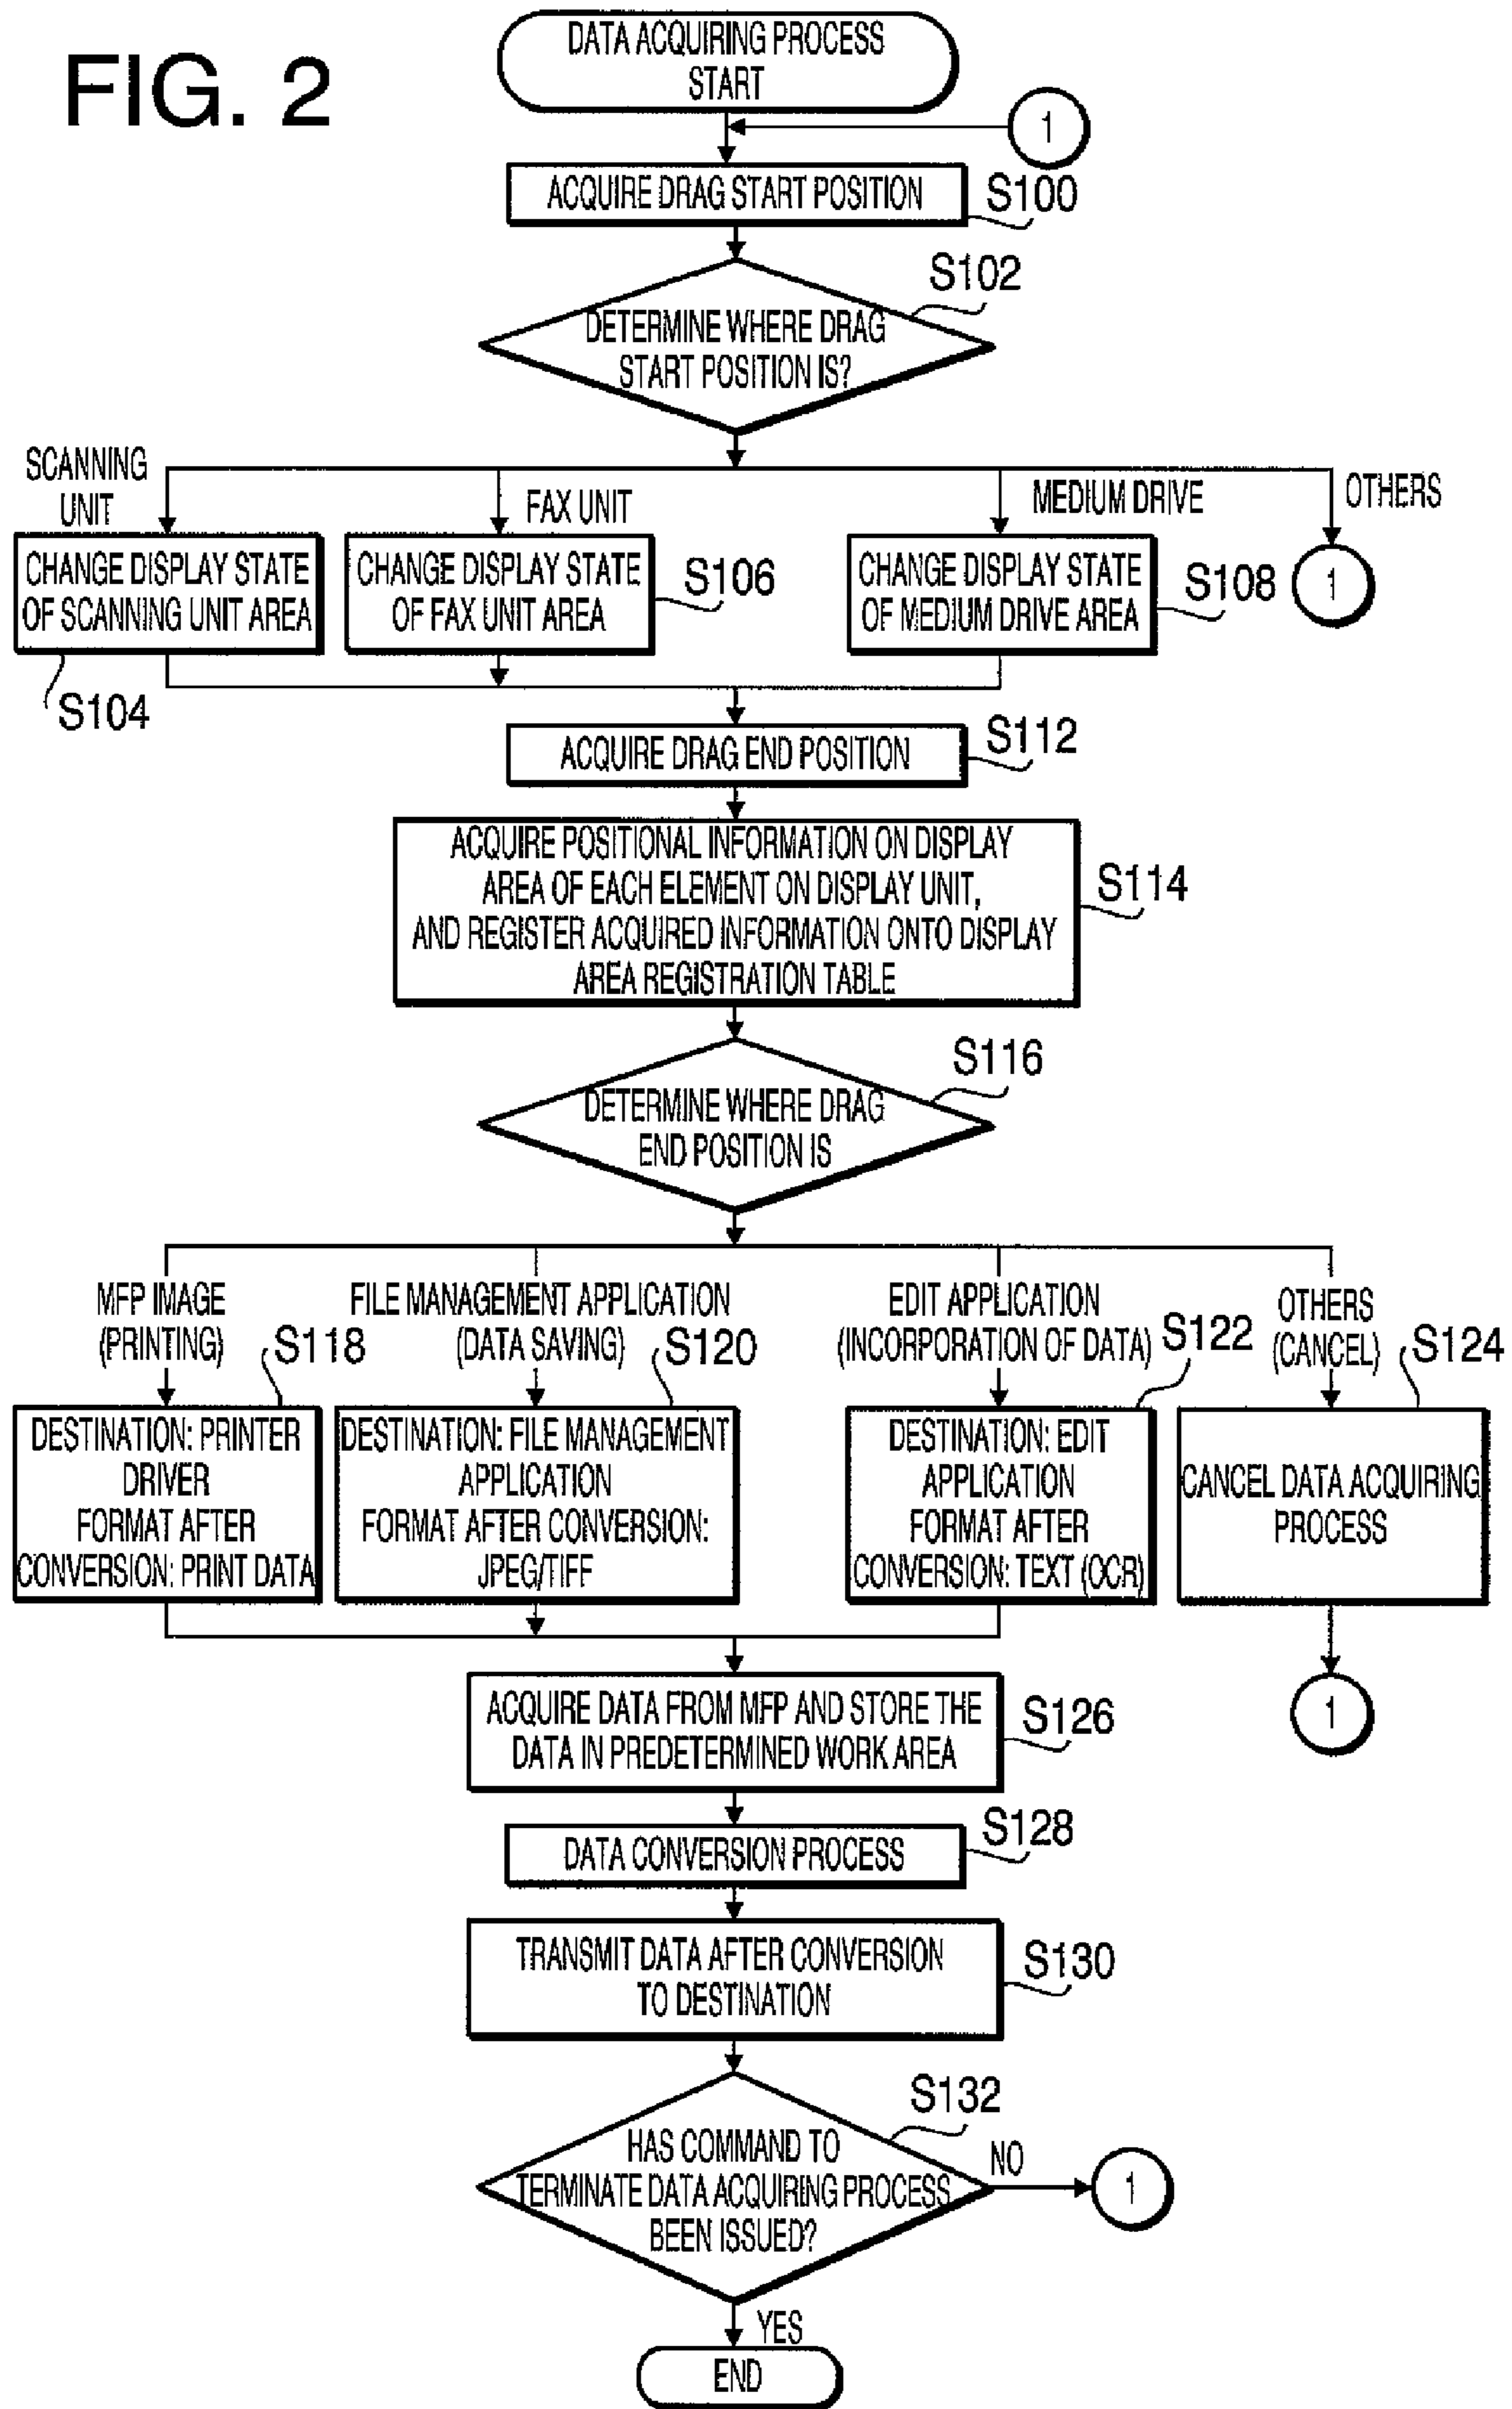 FIG. 2
DATA ACQUIRING PROCESS
START
1
ACQUIRE DRAG START POSITION
S100
S102
DETERMINE WHERE DRAG
START POSITION IS?
SCANNING
UNIT
FAX UNIT
MEDIUM DRIVE
OTHERS
CHANGE DISPLAY STATE
OF SCANNING UNIT AREA
S104
CHANGE DISPLAY STATE
OF FAX UNIT AREA
S106
CHANGE DISPLAY STATE
OF MEDIUM DRIVE AREA
S108
1
ACQUIRE DRAG END POSITION
S112
ACQUIRE POSITIONAL INFORMATION ON DISPLAY
AREA OF EACH ELEMENT ON DISPLAY UNIT,
AND REGISTER ACQUIRED INFORMATION ONTO DISPLAY
AREA REGISTRATION TABLE
S114
S116
DETERMINE WHERE DRAG
END POSITION IS
MFP IMAGE
(PRINTING)
S118
FILE MANAGEMENT APPLICATION
(DATA SAVING)
S120
EDIT APPLICATION
(INCORPORATION OF DATA)
S122
OTHERS
(CANCEL)
S124
DESTINATION: PRINTER
DRIVER
FORMAT AFTER
CONVERSION: PRINT DATA
DESTINATION: FILE MANAGEMENT
APPLICATION
FORMAT AFTER CONVERSION:
JPEG/TIFF
DESTINATION: EDIT
APPLICATION
FORMAT AFTER
CONVERSION: TEXT (OCR)
CANCEL DATA ACQUIRING
PROCESS
1
ACQUIRE DATA FROM MFP AND STORE THE
DATA IN PREDETERMINED WORK AREA
S126
DATA CONVERSION PROCESS
S128
TRANSMIT DATA AFTER CONVERSION
TO DESTINATION
S130
S132
HAS COMMAND TO
TERMINATE DATA ACQUIRING PROCESS
BEEN ISSUED?
NO
1
YES
END